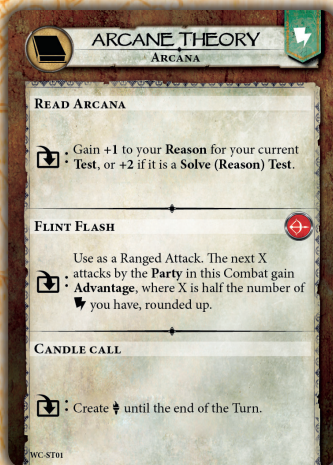 ARCANE THEORY
ARCANA
READ ARCANA
: Gain +1 to your Reason for your current
Test, or +2 if it is a Solve (Reason) Test.
FLINT FLASH
: Use as a Ranged Attack. The next X
attacks by the Party in this Combat gain
Advantage, where X is half the number of
you have, rounded up.
CANDLE CALL
: Create until the end of the Turn.
WC-ST01